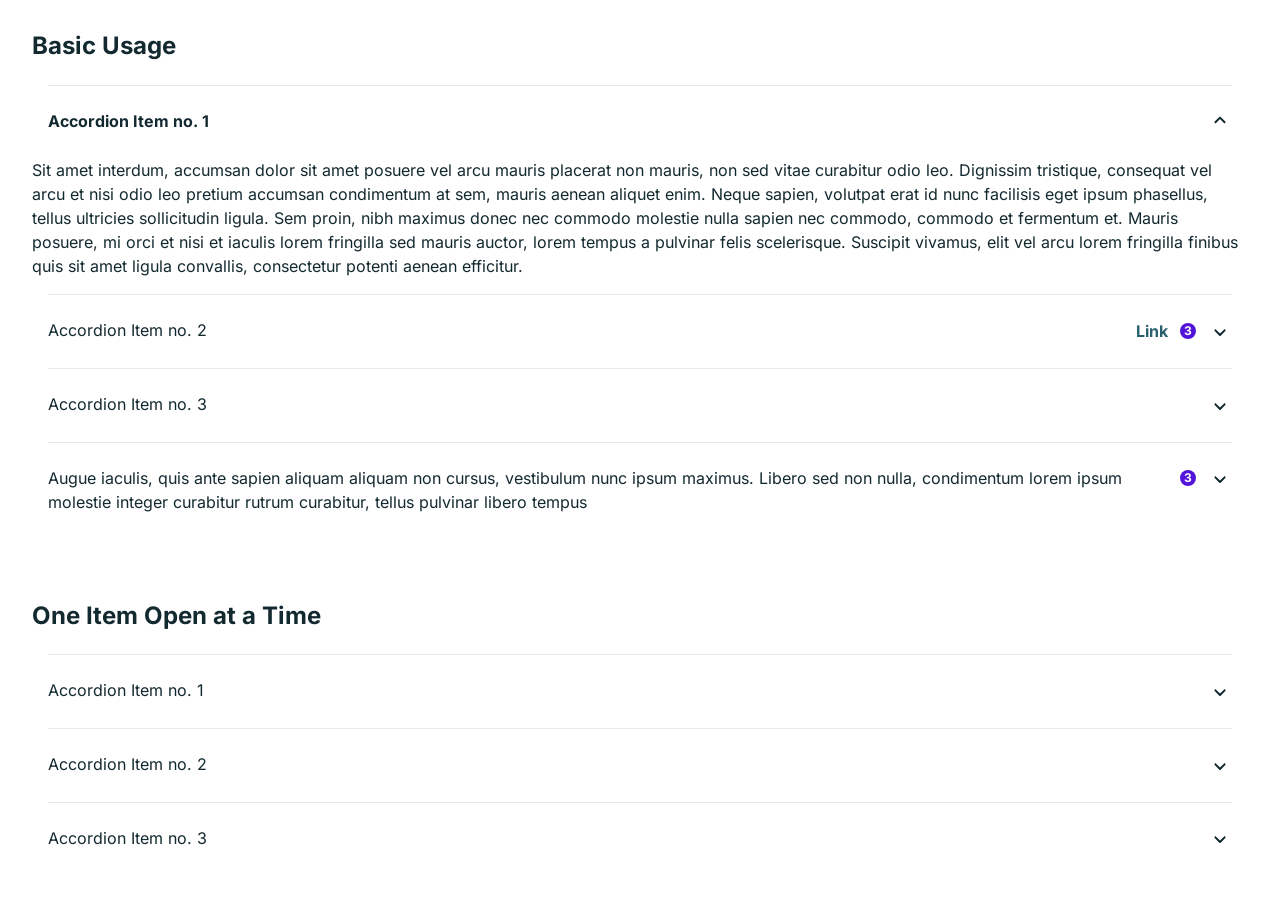 Basic Usage
Accordion Item no. 1
Sit amet interdum, accumsan dolor sit amet posuere vel arcu mauris placerat non mauris, non sed vitae curabitur odio leo. Dignissim tristique, consequat vel
arcu et nisi odio leo pretium accumsan condimentum at sem, mauris aenean aliquet enim. Neque sapien, volutpat erat id nunc facilisis eget ipsum phasellus,
tellus ultricies sollicitudin ligula. Sem proin, nibh maximus donec nec commodo molestie nulla sapien nec commodo, commodo et fermentum et. Mauris
posuere, mi orci et nisi et iaculis lorem fringilla sed mauris auctor, lorem tempus a pulvinar felis scelerisque. Suscipit vivamus, elit vel arcu lorem fringilla finibus
quis sit amet ligula convallis, consectetur potenti aenean efficitur.
Accordion Item no. 2 Link 3
Accordion Item no. 3
Augue iaculis, quis ante sapien aliquam aliquam non cursus, vestibulum nunc ipsum maximus. Libero sed non nulla, condimentum lorem ipsum 3
molestie integer curabitur rutrum curabitur, tellus pulvinar libero tempus
One Item Open at a Time
Accordion Item no. 1
Accordion Item no. 2
Accordion Item no. 3